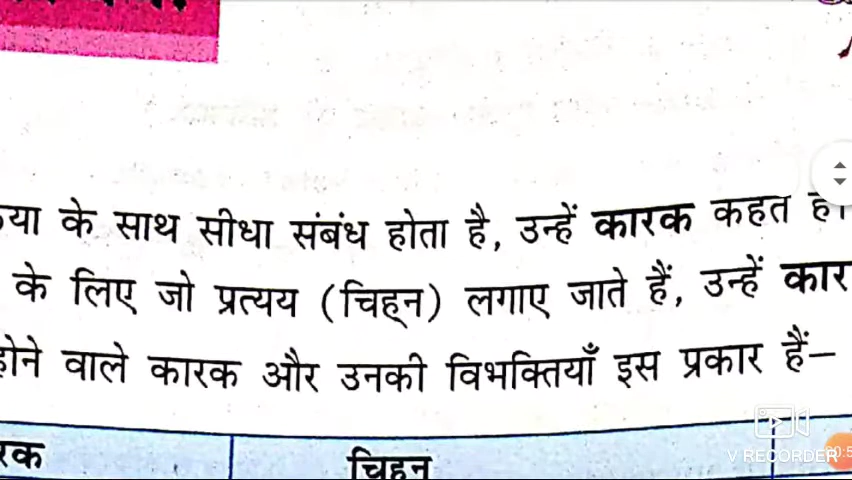 के साथ सीधा संबंध होता है, उन्हें कारक कहत है।
के लिए जो प्रत्यय (चिह्न) लगाए जाते हैं, उन्हें कार
होने वाले कारक और उनकी विभक्तियाँ इस प्रकार हैं–
रक चिह्न
V RECORDER